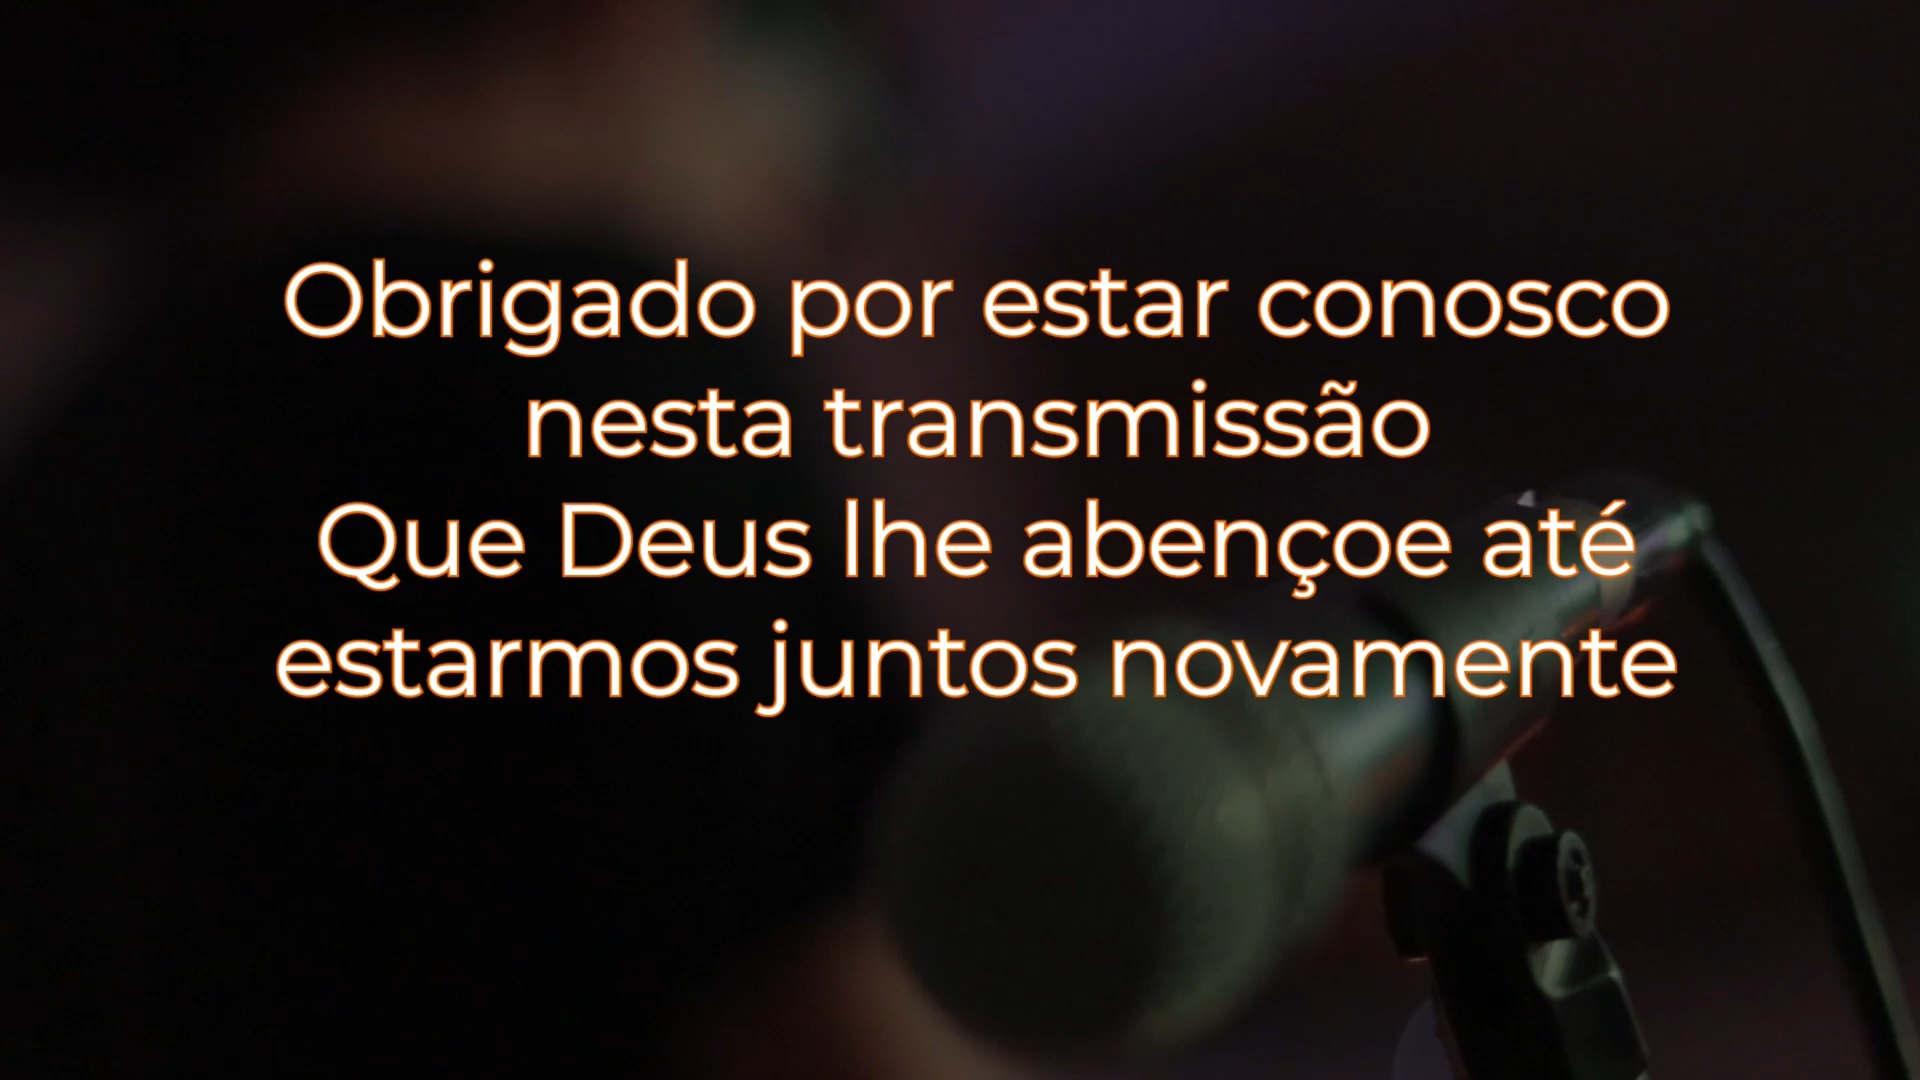 Obrigado por estar conosco
nesta transmissão
Que Deus lhe abençoe até
estarmos juntos novamente